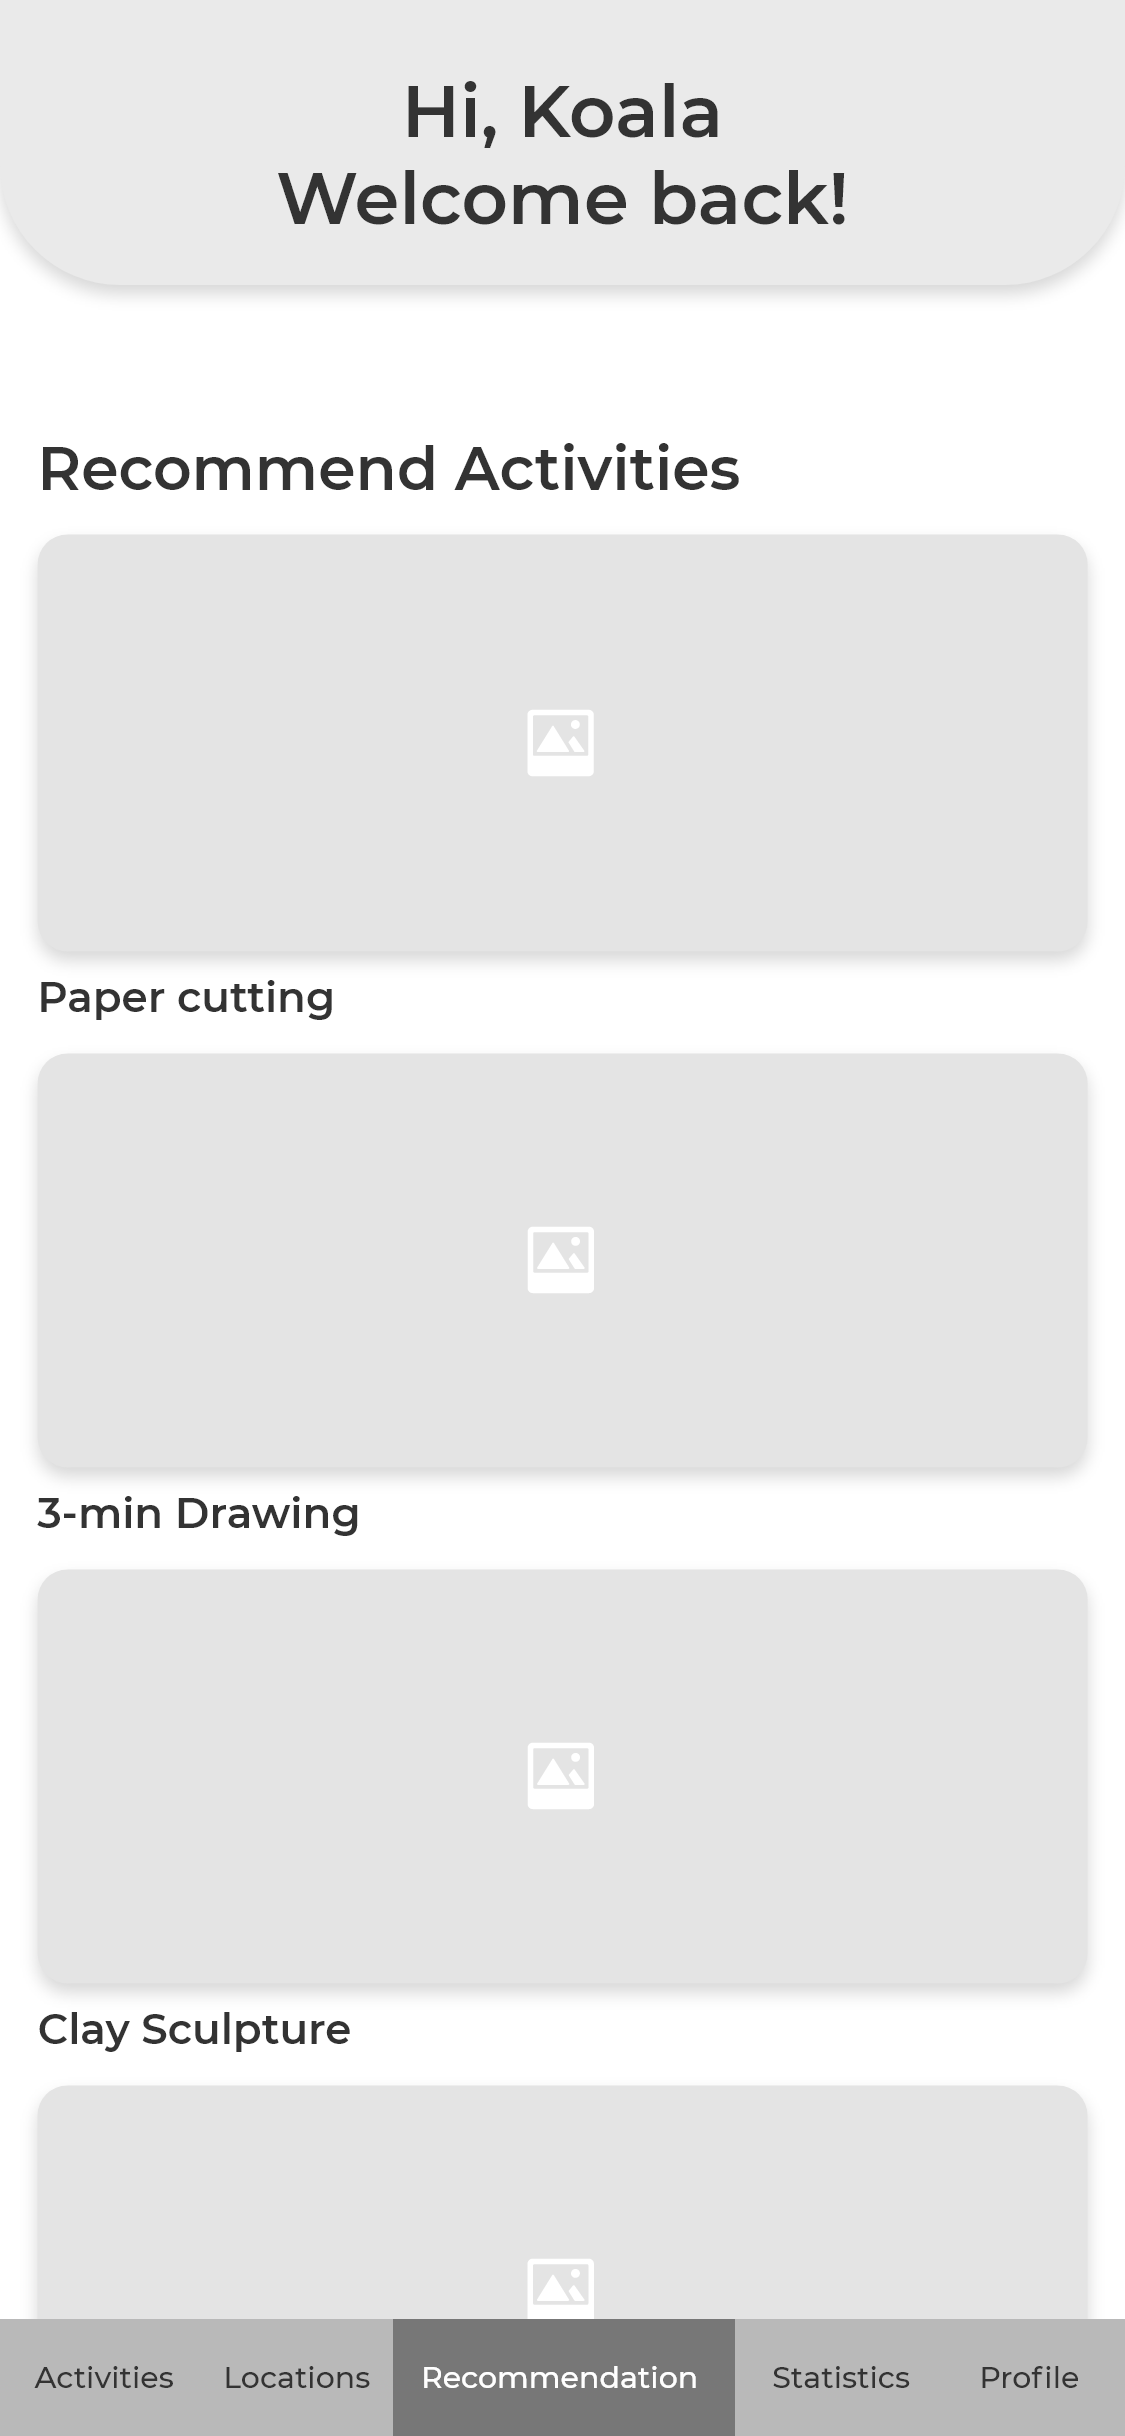 Hi, Koala
Welcome back!
Recommend Activities
Paper cutting
3-min Drawing
Clay Sculpture
Activities
Locations
Recommendation
Statistics
Profile